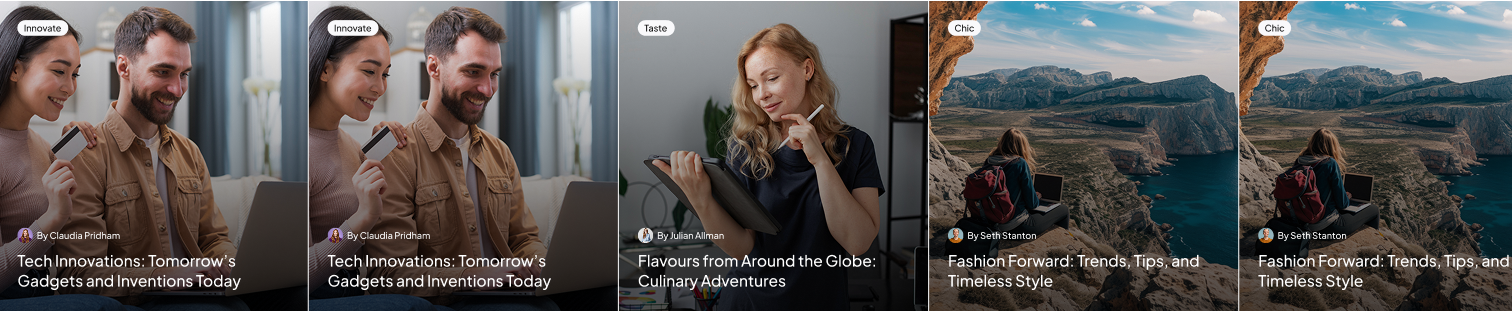 Innovate
By Claudia Pridham
Tech Innovations: Tomorrow's
Gadgets and Inventions Today
Innovate
By Claudia Pridham
Tech Innovations: Tomorrow's
Gadgets and Inventions Today
Taste
By Julian Allman
Flavours from Around the Globe:
Culinary Adventures
Chic
By Seth Stanton
Fashion Forward: Trends, Tips, and
Timeless Style
Chic
By Seth Stanton
Fashion Forward: Trends, Tips, and
Timeless Style